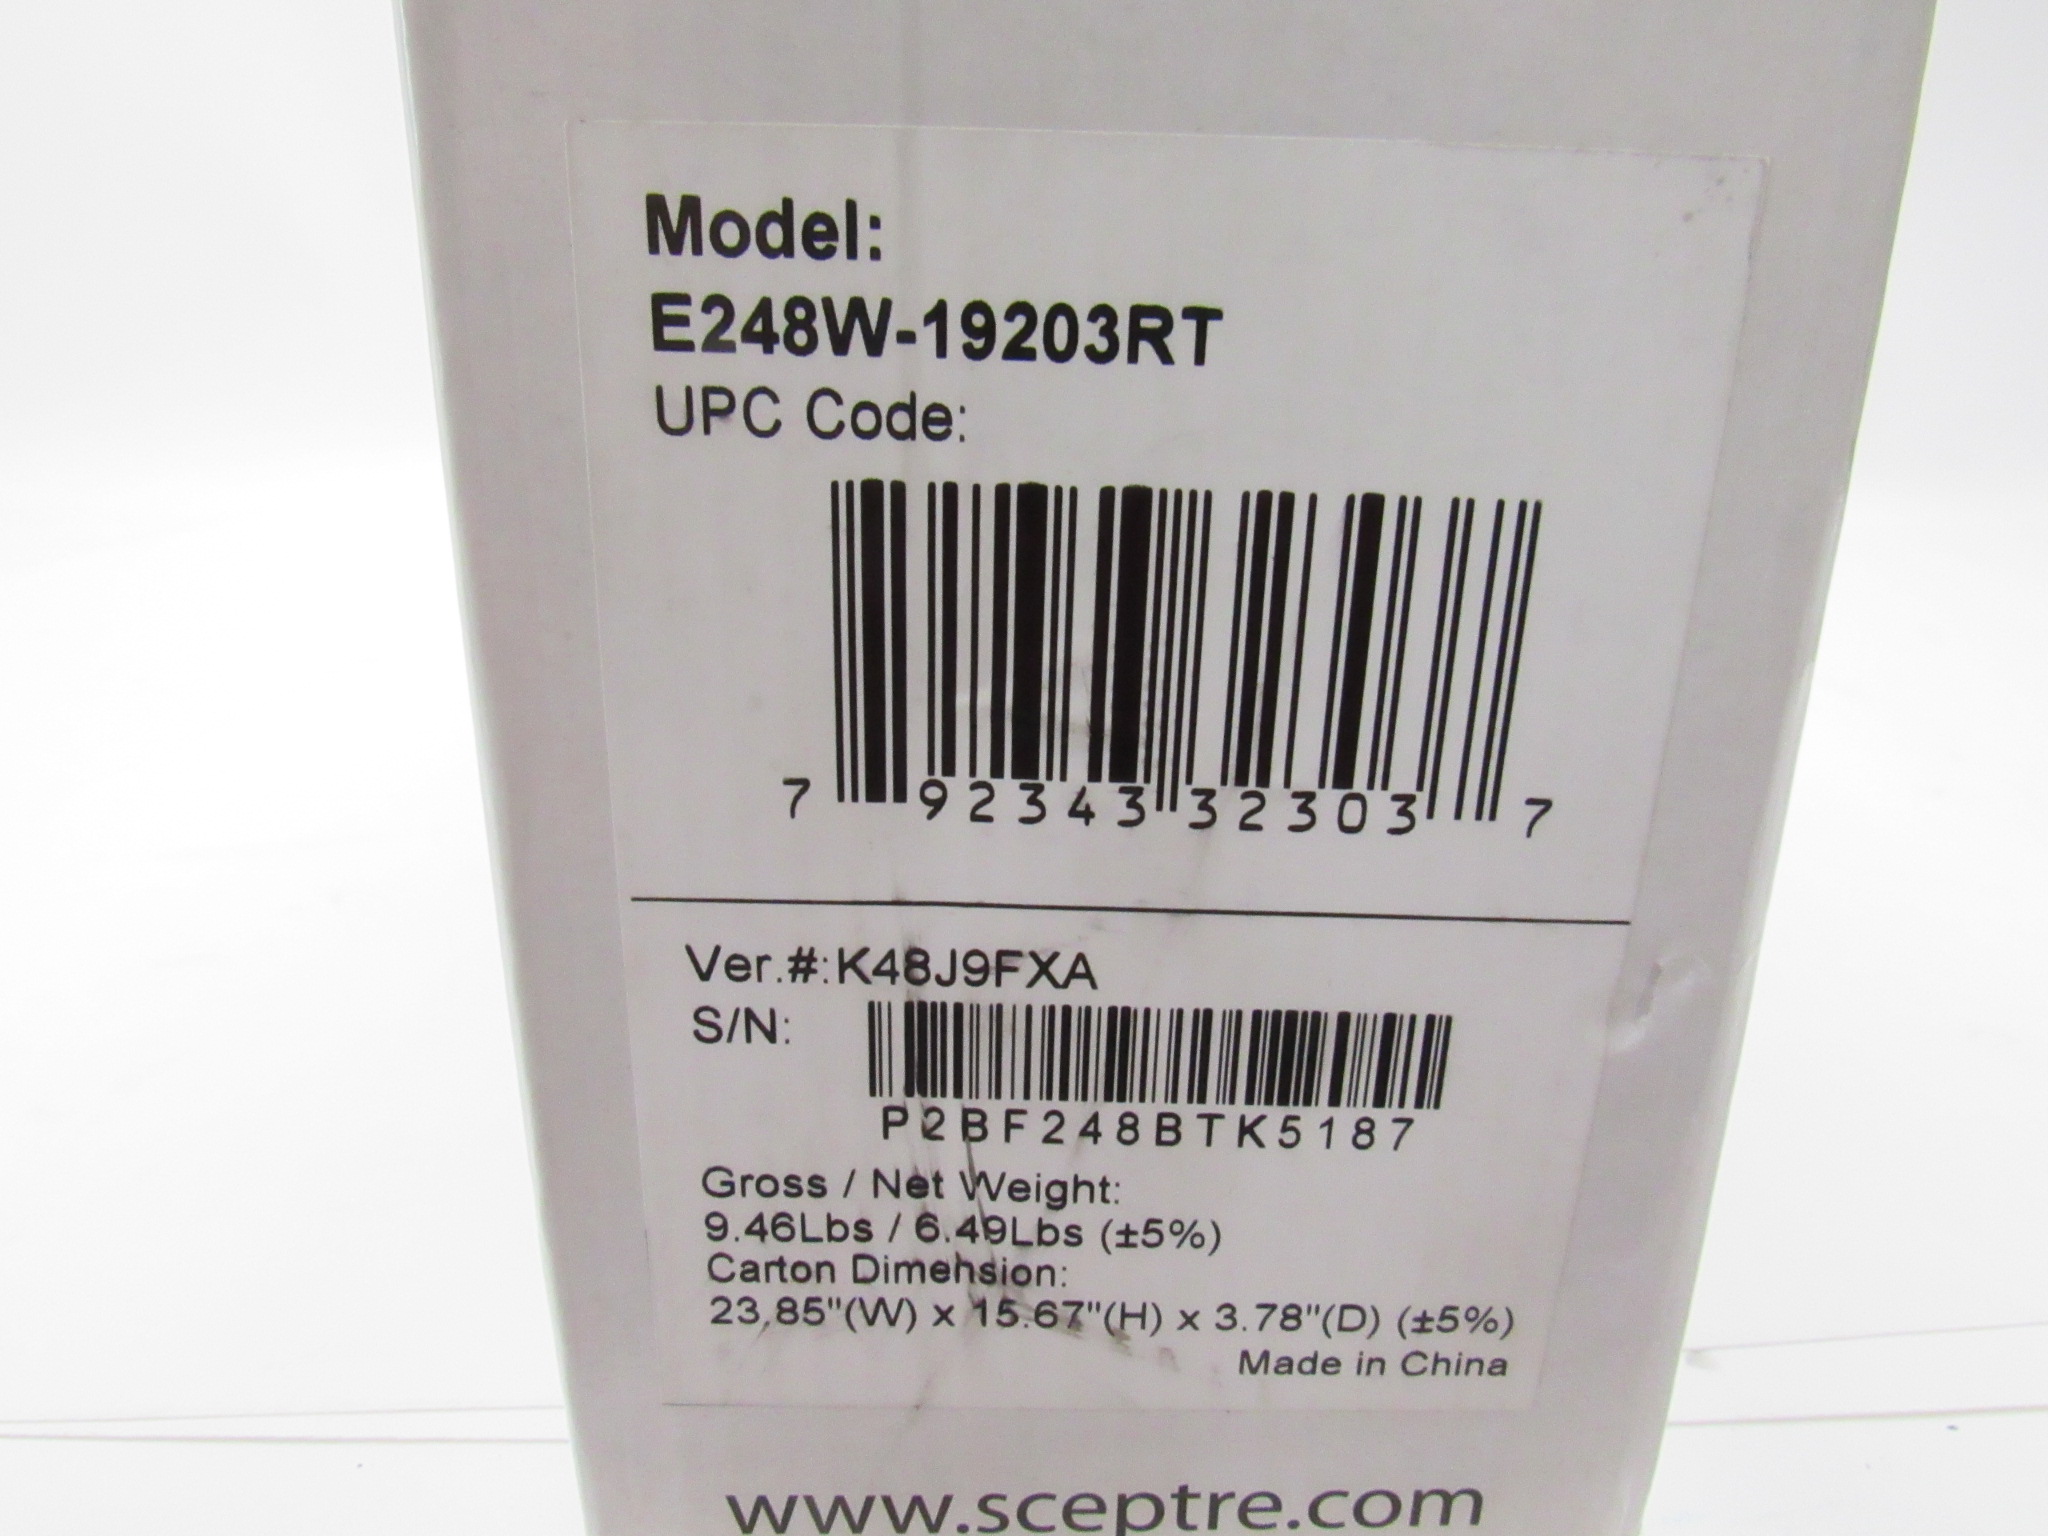 Model:
E248W-19203RT
UPC Code:
7 92343 32303 7
Ver.#:K48J9FXA
S/N:
P2BF248BTK5187
Gross / Net Weight:
9.46Lbs / 6.49Lbs (±5%)
Carton Dimension:
23.85"(W) x 15.67"(H) x 3.78"(D) (±5%)
Made in China
www.sceptre.com